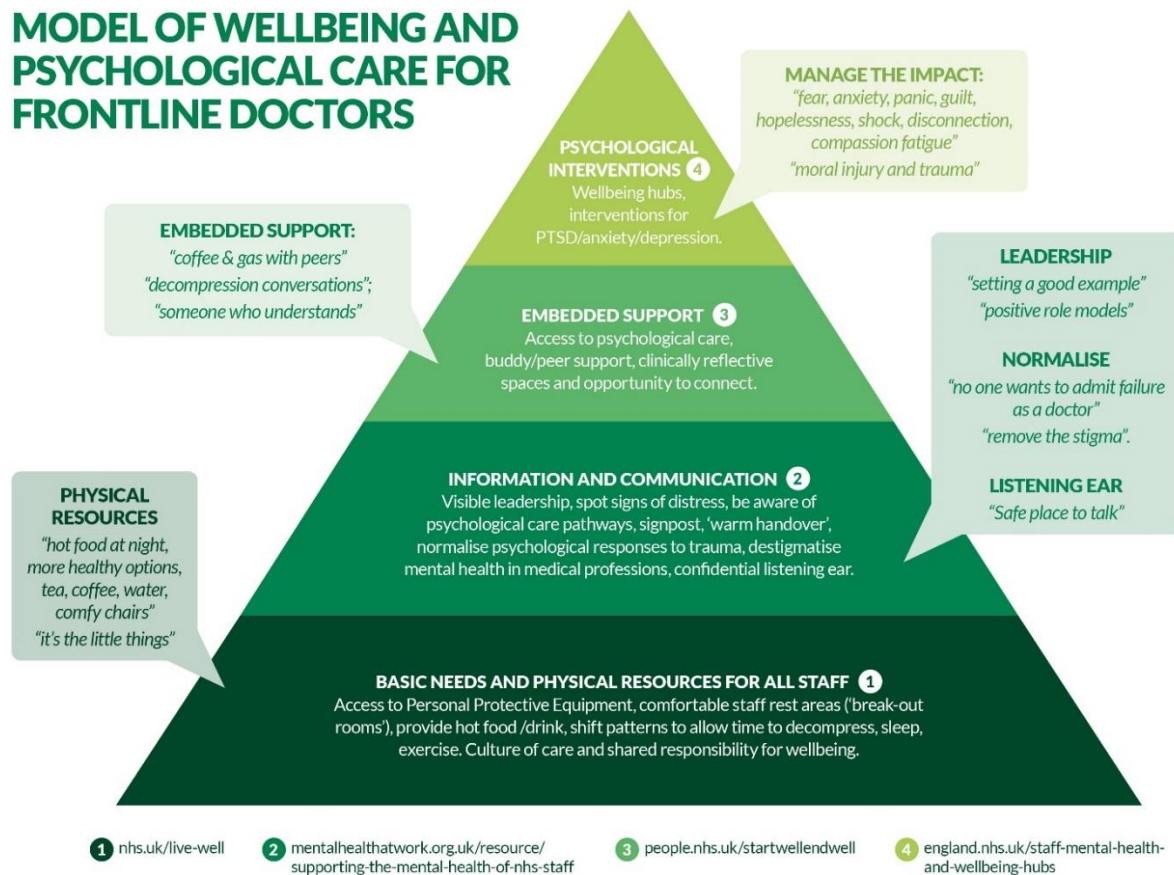 MODEL OF WELLBEING AND
PSYCHOLOGICAL CARE FOR
FRONTLINE DOCTORS
MANAGE THE IMPACT:
“fear, anxiety, panic, guilt,
hopelessness, shock, disconnection,
compassion fatigue”
“moral injury and trauma”
PSYCHOLOGICAL
INTERVENTIONS 4
Wellbeing hubs,
interventions for
PTSD/anxiety/depression.
EMBEDDED SUPPORT:
“coffee & gas with peers”
“decompression conversations”;
“someone who understands”
EMBEDDED SUPPORT 3
Access to psychological care,
buddy/peer support, clinically reflective
spaces and opportunity to connect.
LEADERSHIP
“setting a good example”
“positive role models”
NORMALISE
“no one wants to admit failure
as a doctor”
“remove the stigma”.
LISTENING EAR
“Safe place to talk”
INFORMATION AND COMMUNICATION 2
Visible leadership, spot signs of distress, be aware of
psychological care pathways, signpost, ‘warm handover’,
normalise psychological responses to trauma, destigmatise
mental health in medical professions, confidential listening ear.
PHYSICAL
RESOURCES
“hot food at night,
more healthy options,
tea, coffee, water,
comfy chairs”
“it’s the little things”
BASIC NEEDS AND PHYSICAL RESOURCES FOR ALL STAFF 1
Access to Personal Protective Equipment, comfortable staff rest areas (‘break-out
rooms’), provide hot food /drink, shift patterns to allow time to decompress, sleep,
exercise. Culture of care and shared responsibility for wellbeing.
1 nhs.uk/live-well
2 mentalhealthatwork.org.uk/resource/
supporting-the-mental-health-of-nhs-staff
3 people.nhs.uk/startwellendwell
4 england.nhs.uk/staff-mental-health-
and-wellbeing-hubs